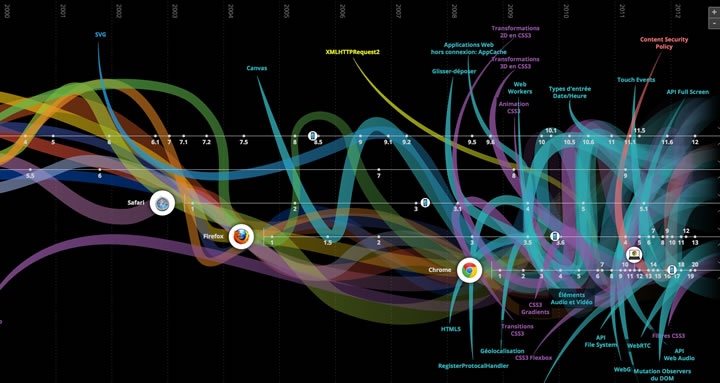 2000 2001 2002 2003 2004 2005 2006 2007 2008 2009 2010 2011 2012
+
-
SVG
Canvas
XMLHTTPRequest2
Transformations
2D en CSS3
Applications Web
hors connexion: AppCache
Transformations
3D en CSS3
Glisser-déposer
Web
Workers
Animation
CSS3
Types d'entrée
Date/Heure
Content Security
Policy
Touch Events
API Full Screen
4 5 6 6.1 7 7.1 7.2 7.5 8 8.5 9 9.1 9.2 9.5 9.6 10 10.1 10.5 10.6 11 11.1 11.5 11.6 12
5.5 6 7 8 9
Safari
1 2 3 3.1 4 5 5.1
Firefox
1 1.5 2 3 3.5 3.6 4 5 6 7 8 9 10 11 12 13
Chrome
1 2 3 4 5 6 7 8 9 10 11 12 13 14 15 16 17 18 19 20
Éléments
Audio et Vidéo
CSS3
Gradients
HTML5
Transitions
CSS3
Géolocalisation
CSS3 Flexbox
RegisterProtocalHandler
API
File System
WebRTC
Filtres CSS3
API
Web Audio
WebG
Mutation Observers
du DOM